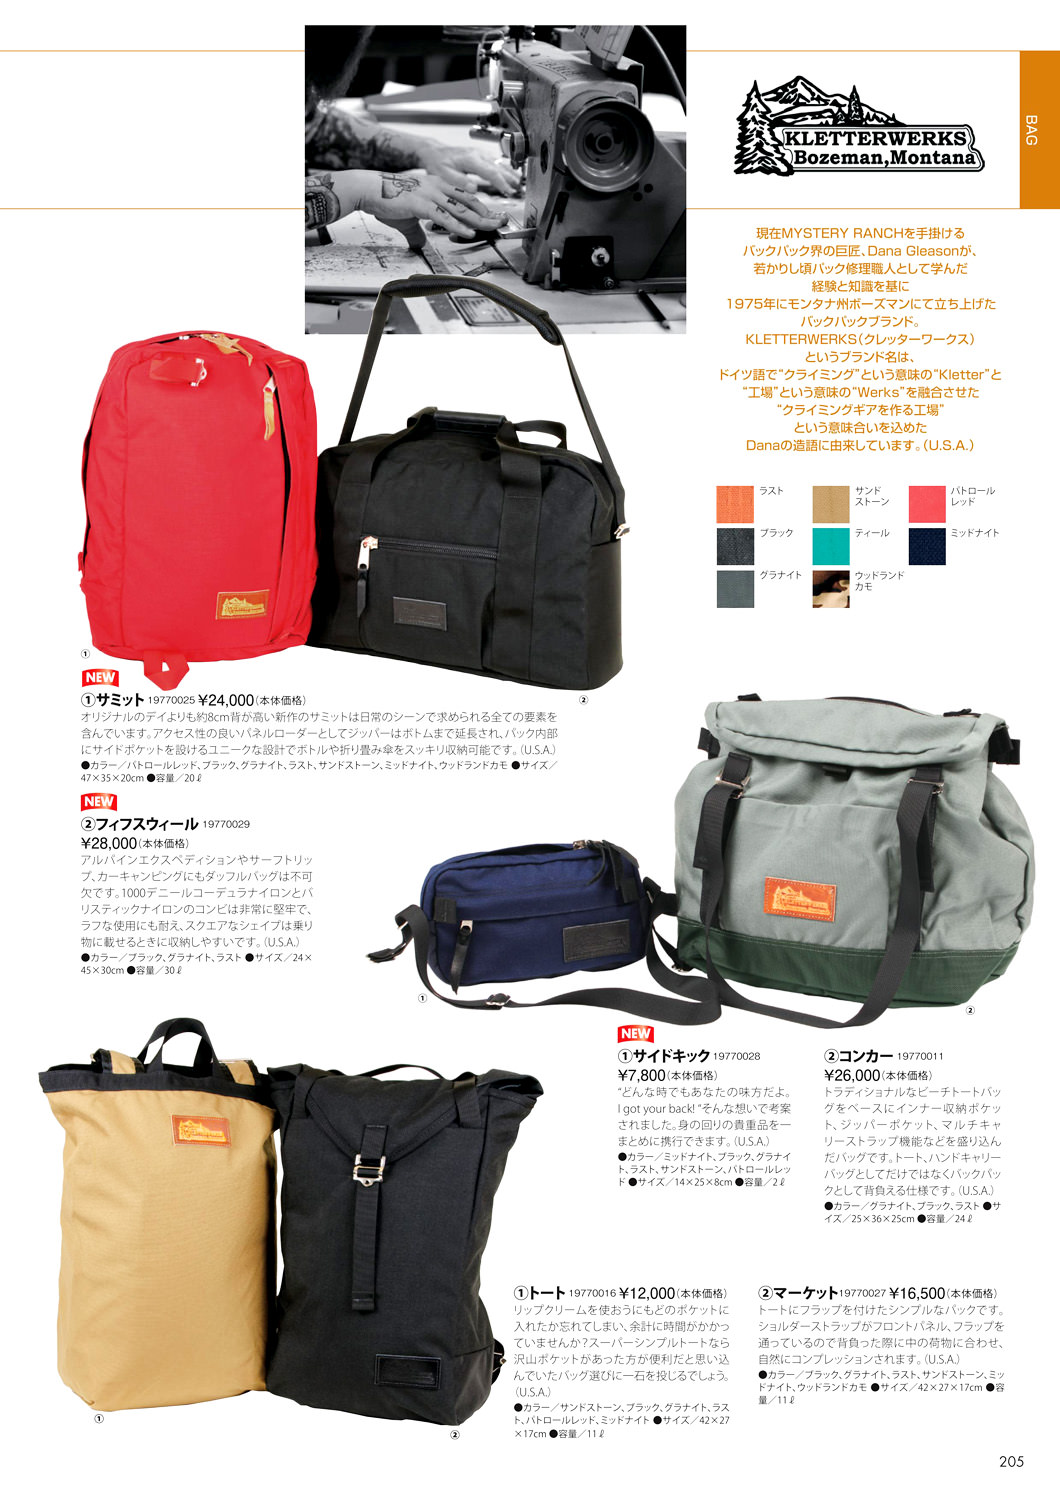 KLETTERWERKS
Bozeman,Montana
BAG
現在MYSTERY RANCHを手掛ける
バックパック界の巨匠、Dana Gleasonが、
若かりし頃パック修理職人として学んだ
経験と知識を基に
1975年にモンタナ州ボーズマンにて立ち上げた
バックパックブランド。
KLETTERWERKS（クレッターワークス）
というブランド名は、
ドイツ語で“クライミング”という意味の“Kletter”と
“工場”という意味の“Werks”を融合させた
“クライミングギアを作る工場”
という意味合いを込めた
Danaの造語に由来しています。（U.S.A.）
ラスト
サンド
ストーン
パトロール
レッド
ブラック
ティール
ミッドナイト
グラナイト
ウッドランド
カモ
①
②
NEW
①サミット 19770025 ¥24,000（本体価格）
オリジナルのデイよりも約8cm背が高い新作のサミットは日常のシーンで求められる全ての要素を
含んでいます。アクセス性の良いパネルローダーとしてジッパーはボトムまで延長され、パック内部
にサイドポケットを設けるユニークな設計でボトルや折り畳み傘をスッキリ収納可能です。（U.S.A.）
●カラー／パトロールレッド、ブラック、グラナイト、ラスト、サンドストーン、ミッドナイト、ウッドランドカモ ●サイズ／
47×35×20cm ●容量／20ℓ
NEW
②フィフスウィール 19770029
¥28,000（本体価格）
アルパインエクスペディションやサーフトリッ
プ、カーキャンピングにもダッフルバッグは不可
欠です。1000デニールコーデュラナイロンとバ
リスティックナイロンのコンビは非常に堅牢で、
ラフな使用にも耐え、スクエアなシェイプは乗り
物に載せるときに収納しやすいです。（U.S.A.）
●カラー／ブラック、グラナイト、ラスト ●サイズ／24×
45×30cm ●容量／30ℓ
①
②
NEW
①サイドキック 19770028
¥7,800（本体価格）
“どんな時でもあなたの味方だよ。
I got your back! “そんな想いで考案
されました。身の回りの貴重品を一
まとめに携行できます。（U.S.A.）
●カラー／ミッドナイト、ブラック、グラナイ
ト、ラスト、サンドストーン、パトロールレッ
ド ●サイズ／14×25×8cm ●容量／2ℓ
②コンカー 19770011
¥26,000（本体価格）
トラディショナルなビーチトートバッ
グをベースにインナー収納ポケッ
ト、ジッパーポケット、マルチキャ
リーストラップ機能などを盛り込ん
だバッグです。トート、ハンドキャリー
バッグとしてだけではなくバックパッ
クとして背負える仕様です。（U.S.A.）
●カラー／グラナイト、ブラック、ラスト ●サ
イズ／25×36×25cm ●容量／24ℓ
①トート 19770016 ¥12,000（本体価格）
リップクリームを使おうにもどのポケットに
入れたか忘れてしまい、余計に時間がかかっ
ていませんか？スーパーシンプルトートなら
沢山ポケットがあった方が便利だと思い込
んでいたバッグ選びに一石を投じるでしょう。
（U.S.A.）
●カラー／サンドストーン、ブラック、グラナイト、ラス
ト、パトロールレッド、ミッドナイト ●サイズ／42×27
×17cm ●容量／11ℓ
②マーケット19770027 ¥16,500（本体価格）
トートにフラップを付けたシンプルなパックです。
ショルダーストラップがフロントパネル、フラップを
通っているので背負った際に中の荷物に合わせ、
自然にコンプレッションされます。（U.S.A.）
●カラー／ブラック、グラナイト、ラスト、サンドストーン、ミッ
ドナイト、ウッドランドカモ ●サイズ／42×27×17cm ●容
量／11ℓ
①
②
205